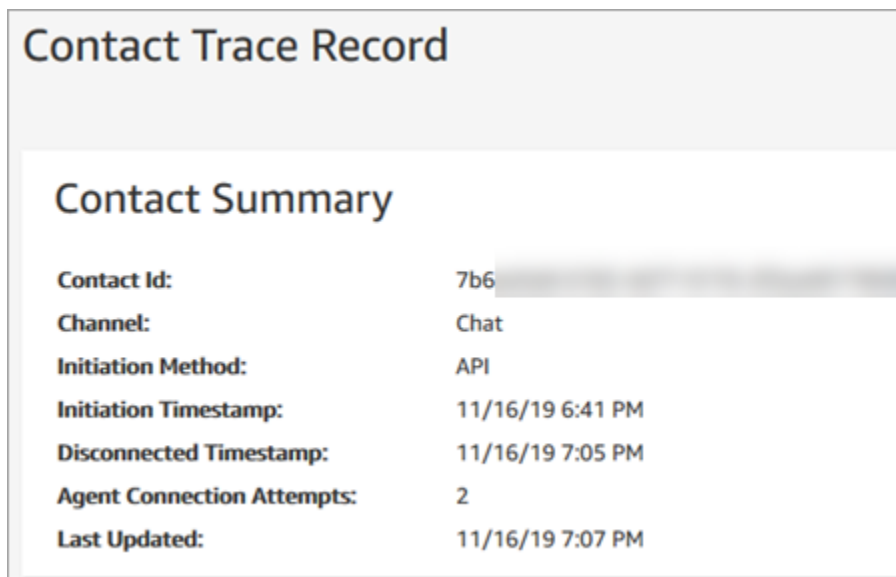 Contact Trace Record
Contact Summary
Contact Id: 7b6
Channel: Chat
Initiation Method: API
Initiation Timestamp: 11/16/19 6:41 PM
Disconnected Timestamp: 11/16/19 7:05 PM
Agent Connection Attempts: 2
Last Updated: 11/16/19 7:07 PM